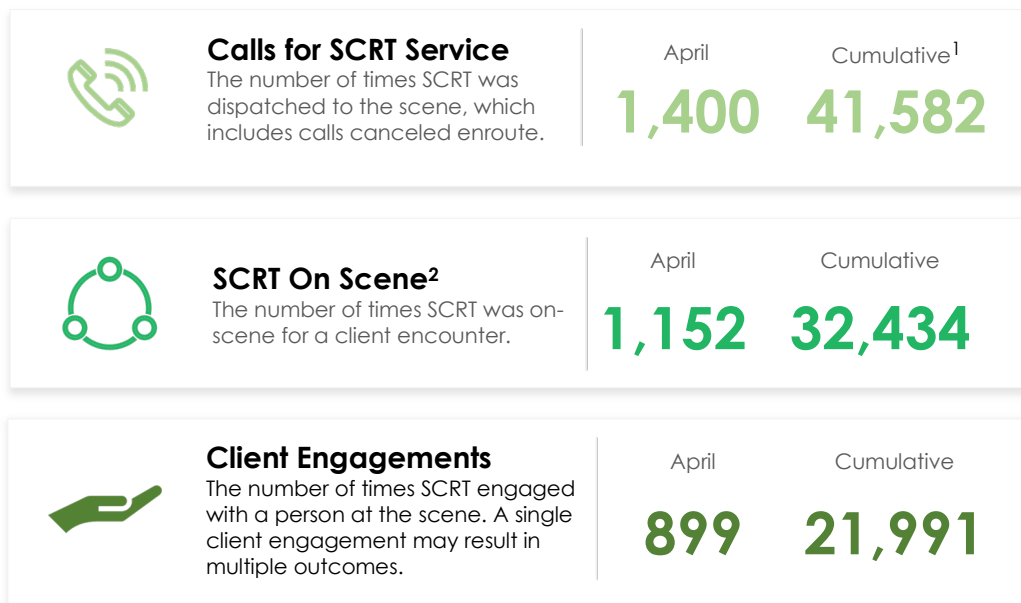 Calls for SCRT Service
The number of times SCRT was
dispatched to the scene, which
includes calls canceled enroute.
April
Cumulative¹
1,400
41,582
SCRT On Scene²
The number of times SCRT was on-
scene for a client encounter.
April
Cumulative
1,152
32,434
Client Engagements
The number of times SCRT engaged
with a person at the scene. A single
client engagement may result in
multiple outcomes.
April
Cumulative
899
21,991